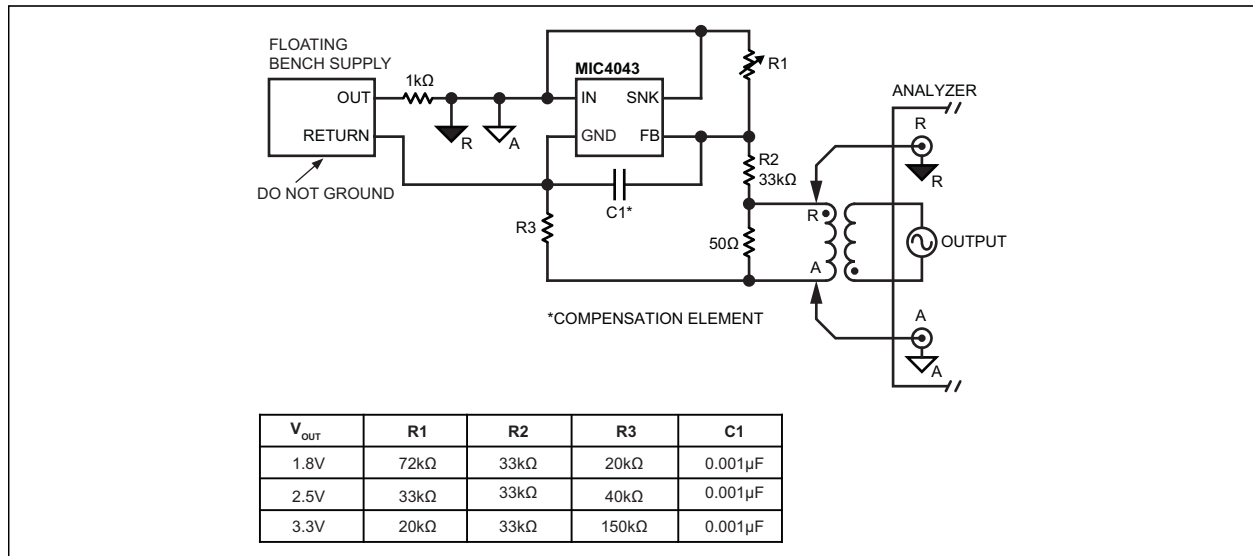 FLOATING
BENCH SUPPLY
OUT
RETURN
DO NOT GROUND
1kΩ
R
A
MIC4043
IN
SNK
GND
FB
C1*
R3
R1
R2
33kΩ
50Ω
R
A
*COMPENSATION ELEMENT
ANALYZER
R
R
OUTPUT
A
A
VOUT R1 R2 R3 C1
1.8V 72kΩ 33kΩ 20kΩ 0.001µF
2.5V 33kΩ 33kΩ 40kΩ 0.001µF
3.3V 20kΩ 33kΩ 150kΩ 0.001µF